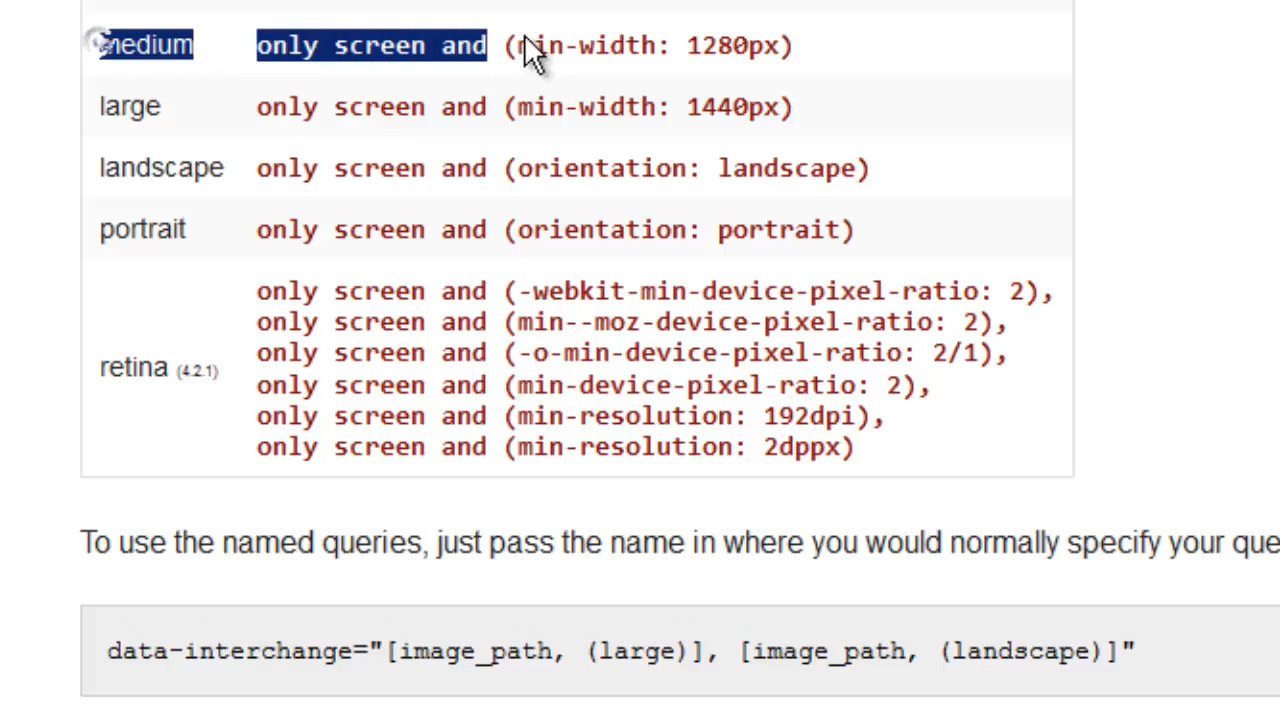 medium only screen and (min-width: 1280px)
large only screen and (min-width: 1440px)
landscape only screen and (orientation: landscape)
portrait only screen and (orientation: portrait)
only screen and (-webkit-min-device-pixel-ratio: 2),
only screen and (min--moz-device-pixel-ratio: 2),
only screen and (-o-min-device-pixel-ratio: 2/1),
retina (4.2.1)
only screen and (min-device-pixel-ratio: 2),
only screen and (min-resolution: 192dpi),
only screen and (min-resolution: 2dppx)
To use the named queries, just pass the name in where you would normally specify your que
data-interchange="[image_path, (large)], [image_path, (landscape)]"